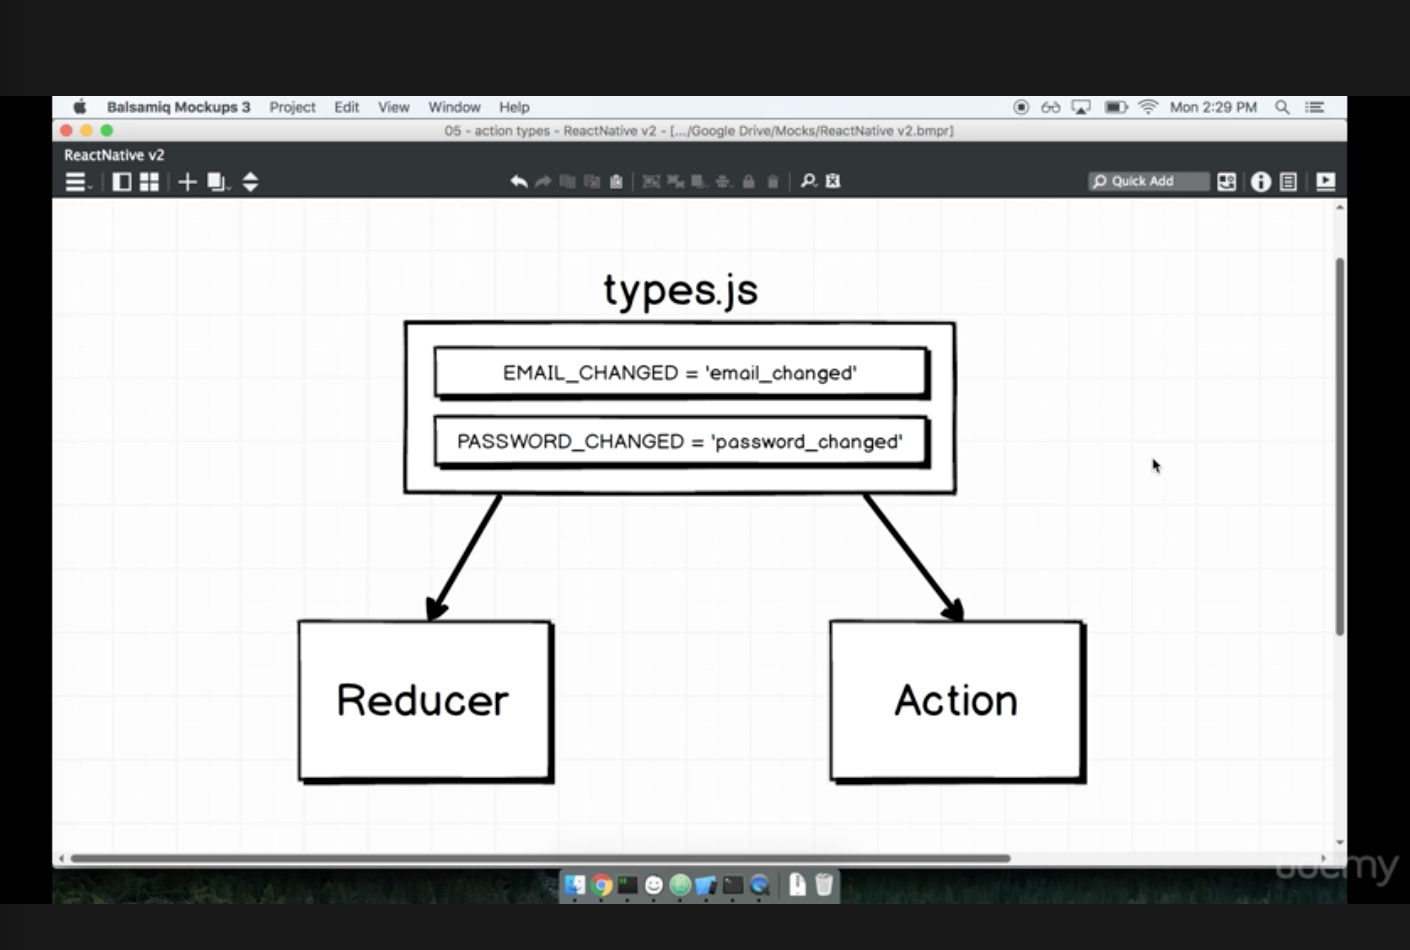 Balsamiq Mockups 3 Project Edit View Window Help Mon 2:29 PM
05 - action types - ReactNative v2 - [.../Google Drive/Mocks/ReactNative v2.bmpr]
ReactNative v2
Quick Add
types.js
EMAIL_CHANGED = 'email_changed'
PASSWORD_CHANGED = 'password_changed'
Reducer
Action
udemy